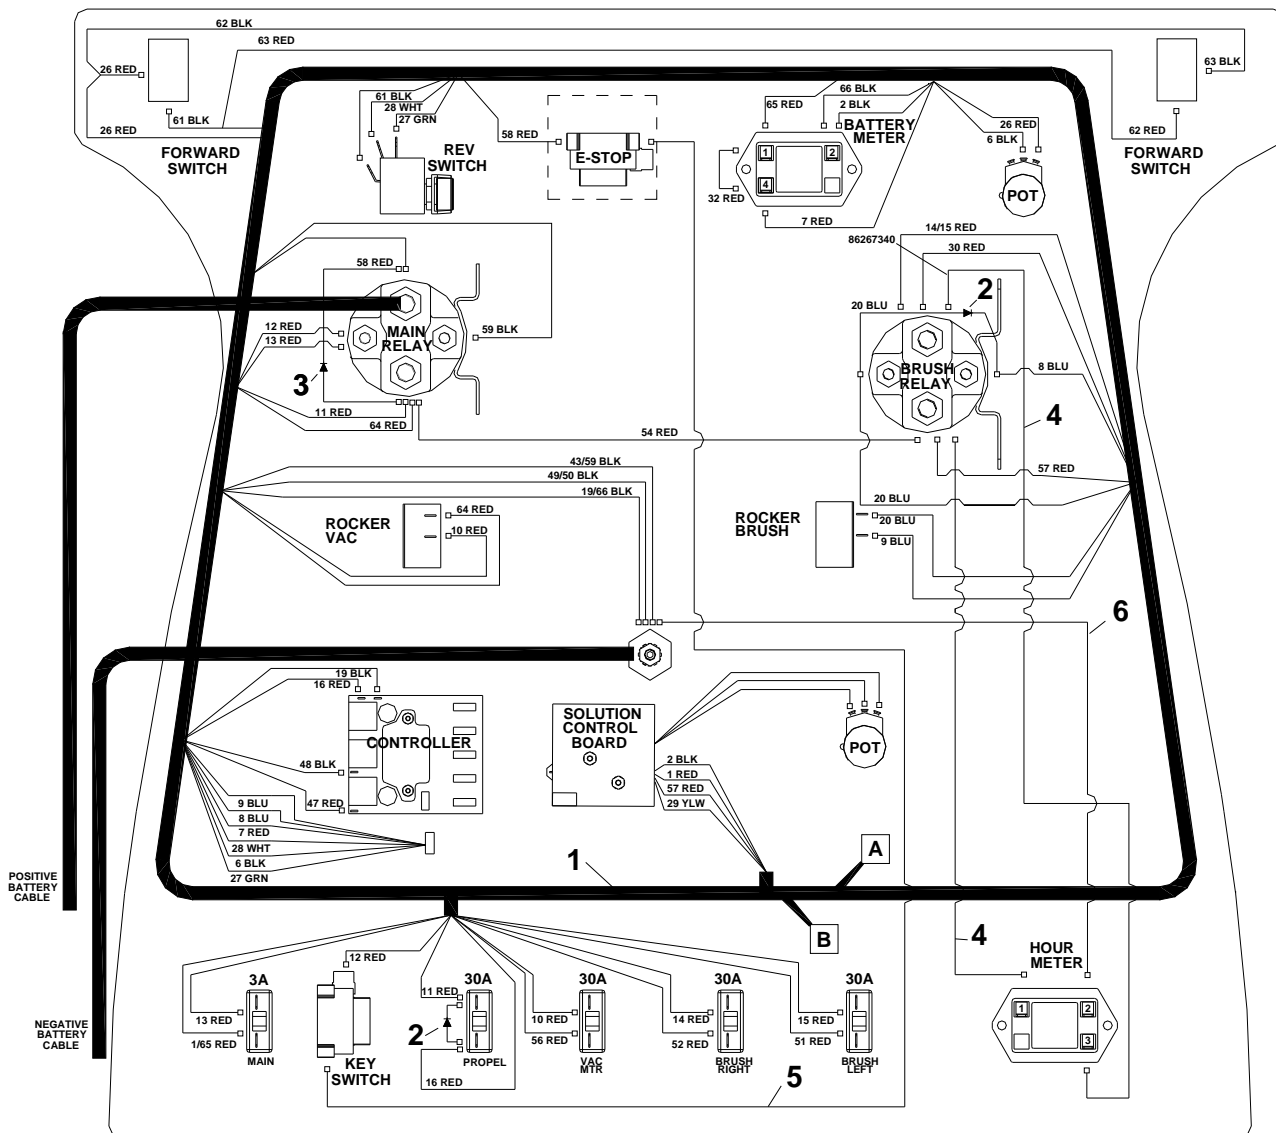 62 BLK
63 RED
26 RED
63 BLK
61 BLK
26 RED
FORWARD
SWITCH
61 BLK
28 WHT
27 GRN
REV
SWITCH
58 RED
E-STOP
65 RED
66 BLK
2 BLK
BATTERY
METER
1
2
4
32 RED
7 RED
26 RED
6 BLK
POT
62 RED
FORWARD
SWITCH
86267340
14/15 RED
30 RED
58 RED
12 RED
13 RED
MAIN
RELAY
59 BLK
3
11 RED
64 RED
20 BLU
2
BRUSH
RELAY
8 BLU
4
54 RED
57 RED
43/59 BLK
49/50 BLK
19/66 BLK
ROCKER
VAC
64 RED
10 RED
ROCKER
BRUSH
20 BLU
20 BLU
9 BLU
6
19 BLK
16 RED
CONTROLLER
48 BLK
47 RED
9 BLU
8 BLU
7 RED
28 WHT
6 BLK
27 GRN
SOLUTION
CONTROL
BOARD
2 BLK
1 RED
57 RED
29 YLW
POT
1
A
B
POSITIVE
BATTERY
CABLE
NEGATIVE
BATTERY
CABLE
3A
13 RED
1/65 RED
MAIN
12 RED
KEY
SWITCH
30A
11 RED
2
PROPEL
16 RED
30A
10 RED
56 RED
VAC
MTR
30A
14 RED
52 RED
BRUSH
RIGHT
30A
15 RED
51 RED
BRUSH
LEFT
5
4
HOUR
METER
1
2
3